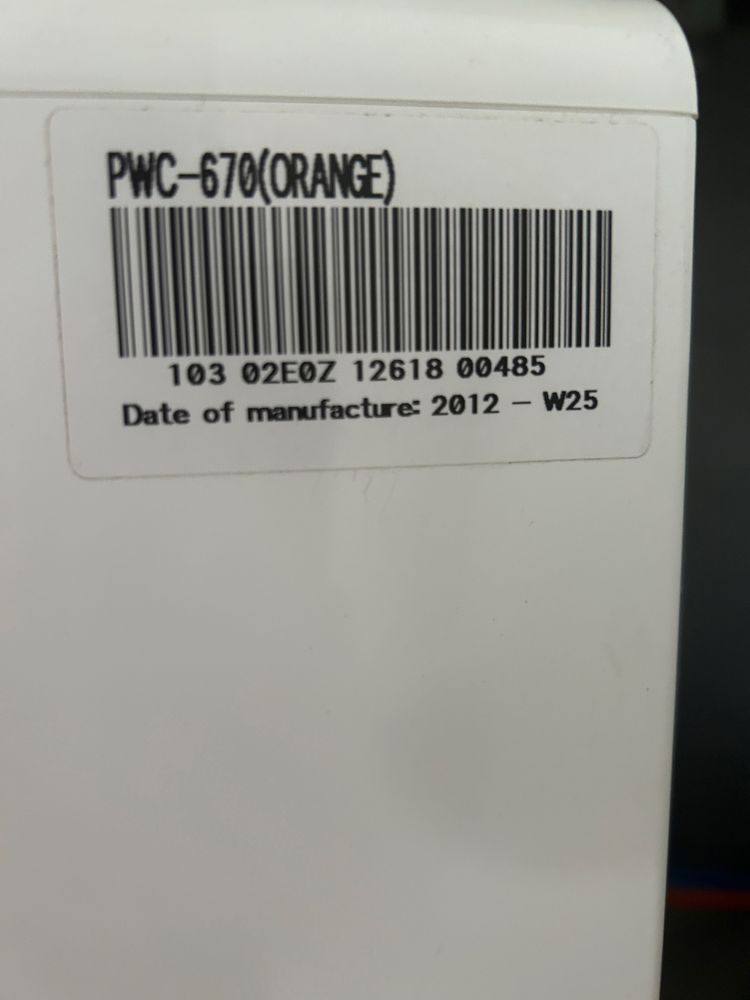 PWC-670(ORANGE)
103 02E0Z 12618 00485
Date of manufacture: 2012 - W25